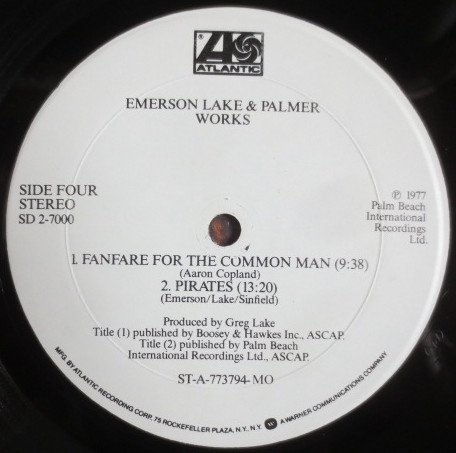 ATLANTIC
EMERSON LAKE & PALMER
WORKS
SIDE FOUR
STEREO
SD 2-7000
℗ 1977
Palm Beach
International
Recordings
Ltd.
1. FANFARE FOR THE COMMON MAN (9:38)
(Aaron Copland)
2. PIRATES (13:20)
(Emerson/Lake/Sinfield)
Produced by Greg Lake
Title (1) published by Boosey & Hawkes Inc., ASCAP.
Title (2) published by Palm Beach
International Recordings Ltd., ASCAP.
ST-A-773794-MO
MFG. BY ATLANTIC RECORDING CORP., 75 ROCKEFELLER PLAZA, N.Y., N.Y. W A WARNER COMMUNICATIONS COMPANY